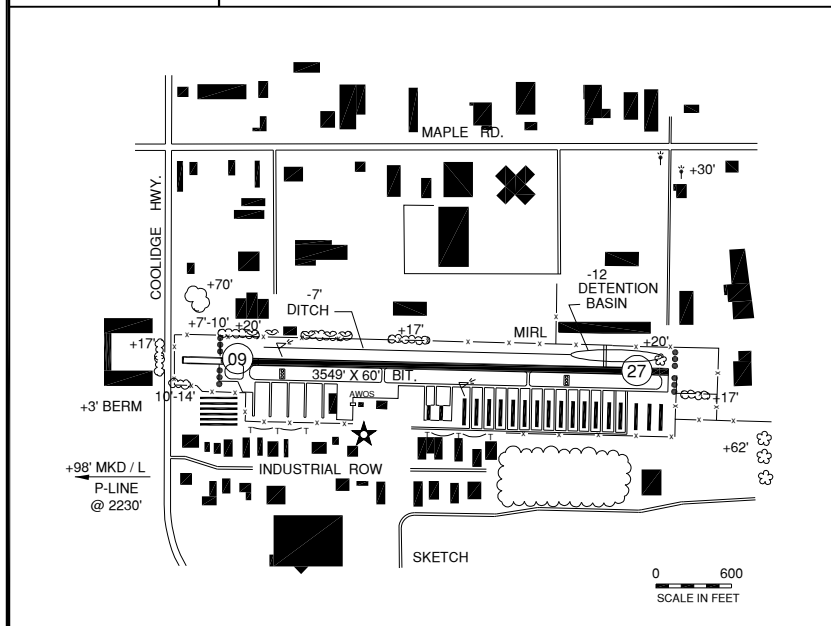 MAPLE RD.
+30'
COOLIDGE HWY.
+70'
-7'
DITCH
-12
DETENTION
BASIN
+7'-10'
+20'
+17'
MIRL
+20'
+17'
09
27
3549' X 60'
BIT.
AWOS
10'-14'
+17'
+3' BERM
T
T
T
T
T
+62'
+98' MKD / L
P-LINE
@ 2230'
INDUSTRIAL ROW
SKETCH
0
600
SCALE IN FEET